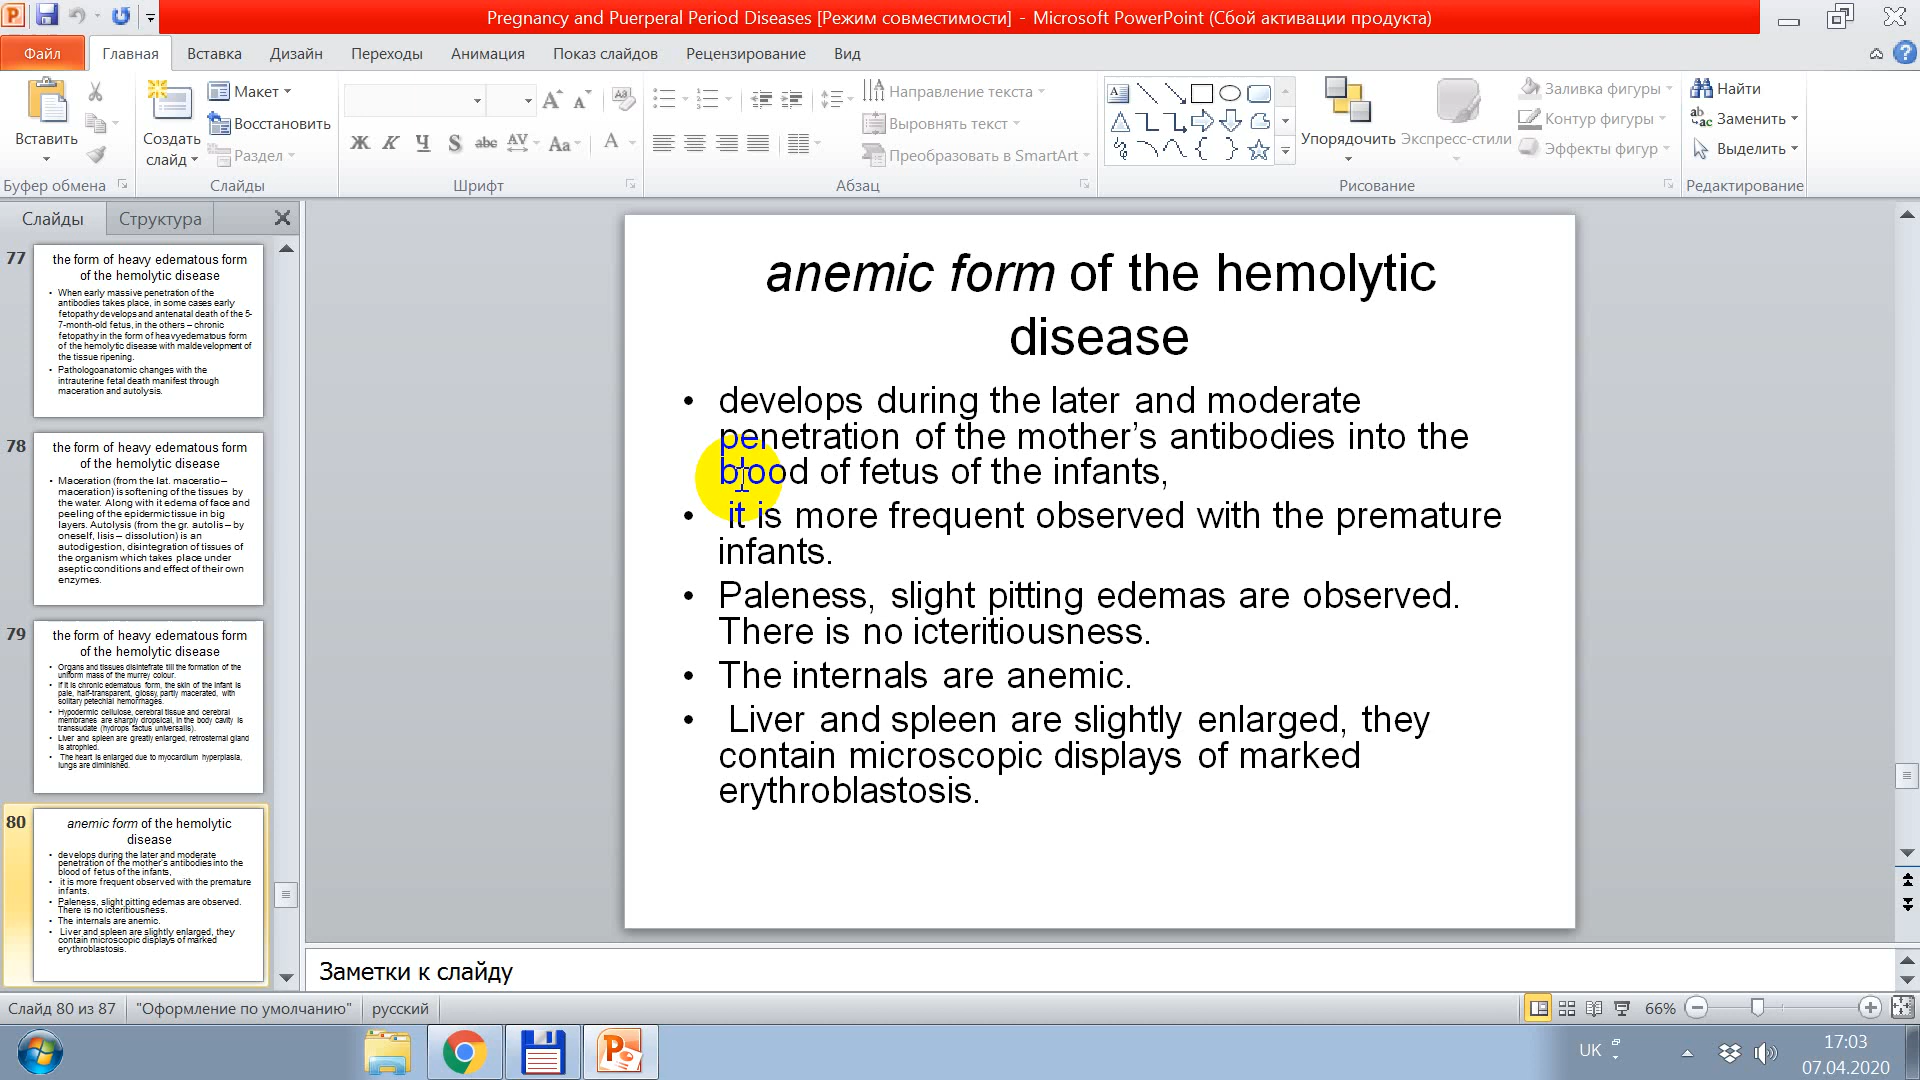 Pregnancy and Puerperal Period Diseases [Режим совместимости] - Microsoft PowerPoint (Сбой активации продукта)
Файл Главная Вставка Дизайн Переходы Анимация Показ слайдов Рецензирование Вид
Вставить
Буфер обмена
Создать слайд
Макет
Восстановить
Раздел
Слайды
Ж К Ч S abc AV Aa A
Шрифт
Направление текста
Выровнять текст
Преобразовать в SmartArt
Абзац
Упорядочить
Экспресс-стили
Заливка фигуры
Контур фигуры
Эффекты фигур
Рисование
Найти
Заменить
Выделить
Редактирование
Слайды Структура
77
the form of heavy edematous form
of the hemolytic disease
• When early massive penetration of the
antibodies takes place, in some cases early
fetopathy develops and antenatal death of the 5-
7-month-old fetus, in the others – chronic
fetopathy in the form of heavy edematous form
of the hemolytic disease with maldevelopment of
the tissue ripening.
• Pathologoanatomic changes with the
intrauterine fetal death manifest through
maceration and autolysis.
78
the form of heavy edematous form
of the hemolytic disease
• Maceration (from the lat. maceratio –
maceration) is softening of the tissues by
the water. Along with it edema of face and
peeling of the epidermic tissue in big
layers. Autolysis (from the gr. autolis – by
oneself, lisis – dissolution) is an
autodigestion, disintegration of tissues of
the organism which takes place under
aseptic conditions and effect of their own
enzymes.
79
the form of heavy edematous form
of the hemolytic disease
• Organs and tissues disintefrate till the formation of the
uniform mass of the murrey colour.
• If it is chronic edematous form, the skin of the infant is
pale, half-transparent, glossy, partly macerated, with
solitary petechial hemorrhages.
• Hypodermic cellulose, cerebral tissue and cerebral
membranes are sharply dropsical, in the body cavity is
transsudate (hydrops factus universalis).
• Liver and spleen are greatly enlarged, retrosternal gland
is atrophied.
• The heart is enlarged due to myocardium hyperplasia,
lungs are diminished.
80
anemic form of the hemolytic
disease
• develops during the later and moderate
penetration of the mother's antibodies into the
blood of fetus of the infants,
• it is more frequent observed with the premature
infants.
• Paleness, slight pitting edemas are observed.
There is no icteritiousness.
• The internals are anemic.
• Liver and spleen are slightly enlarged, they
contain microscopic displays of marked
erythroblastosis.
anemic form of the hemolytic
disease
• develops during the later and moderate
penetration of the mother’s antibodies into the
blood of fetus of the infants,
• it is more frequent observed with the premature
infants.
• Paleness, slight pitting edemas are observed.
There is no icteritiousness.
• The internals are anemic.
• Liver and spleen are slightly enlarged, they
contain microscopic displays of marked
erythroblastosis.
Заметки к слайду
Слайд 80 из 87 "Оформление по умолчанию" русский 66%
UK 17:03
07.04.2020